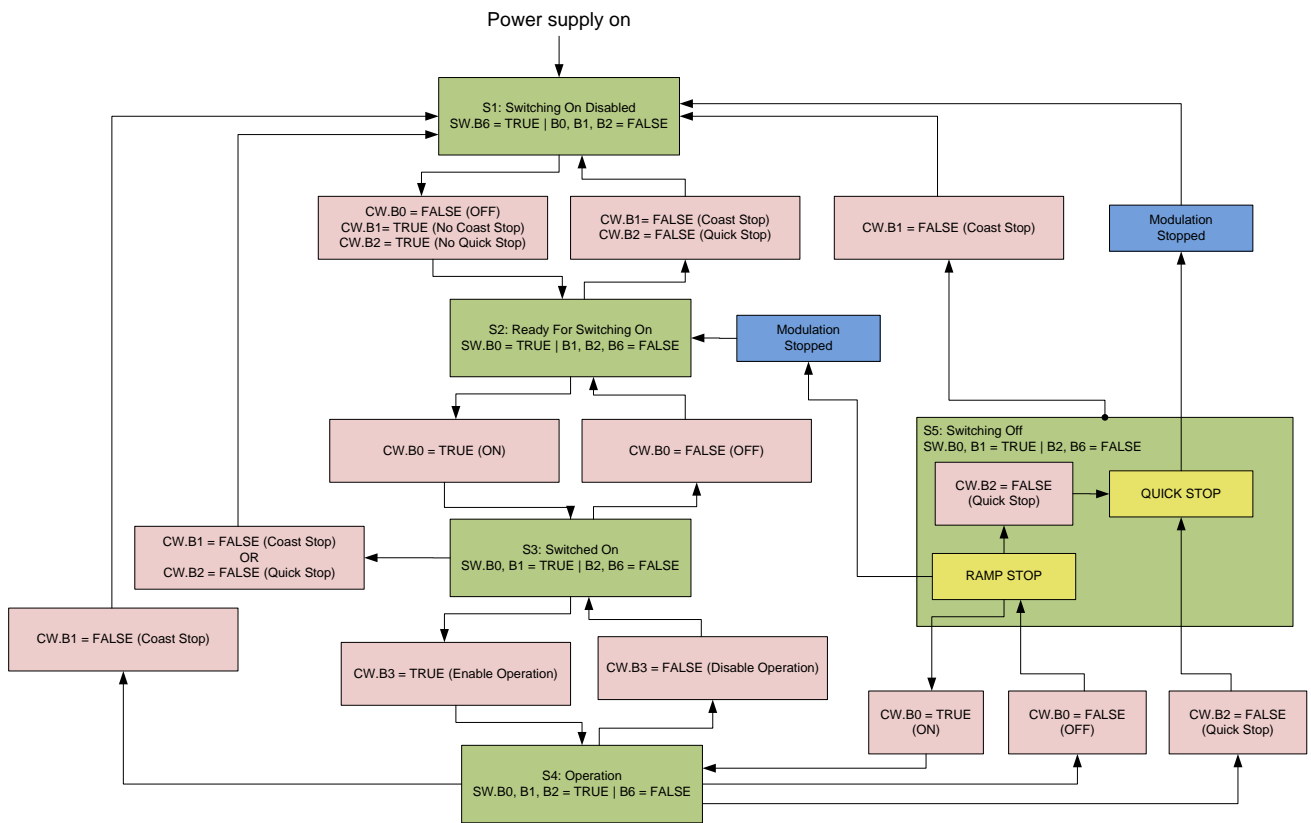 Power supply on
S1: Switching On Disabled
SW.B6 = TRUE | B0, B1, B2 = FALSE
CW.B0 = FALSE (OFF)
CW.B1= TRUE (No Coast Stop)
CW.B2 = TRUE (No Quick Stop)
CW.B1= FALSE (Coast Stop)
CW.B2 = FALSE (Quick Stop)
CW.B1 = FALSE (Coast Stop)
Modulation
Stopped
S2: Ready For Switching On
SW.B0 = TRUE | B1, B2, B6 = FALSE
Modulation
Stopped
CW.B0 = TRUE (ON)
CW.B0 = FALSE (OFF)
S5: Switching Off
SW.B0, B1 = TRUE | B2, B6 = FALSE
CW.B2 = FALSE
(Quick Stop)
QUICK STOP
RAMP STOP
CW.B1 = FALSE (Coast Stop)
OR
CW.B2 = FALSE (Quick Stop)
S3: Switched On
SW.B0, B1 = TRUE | B2, B6 = FALSE
CW.B1 = FALSE (Coast Stop)
CW.B3 = TRUE (Enable Operation)
CW.B3 = FALSE (Disable Operation)
CW.B0 = TRUE
(ON)
CW.B0 = FALSE
(OFF)
CW.B2 = FALSE
(Quick Stop)
S4: Operation
SW.B0, B1, B2 = TRUE | B6 = FALSE